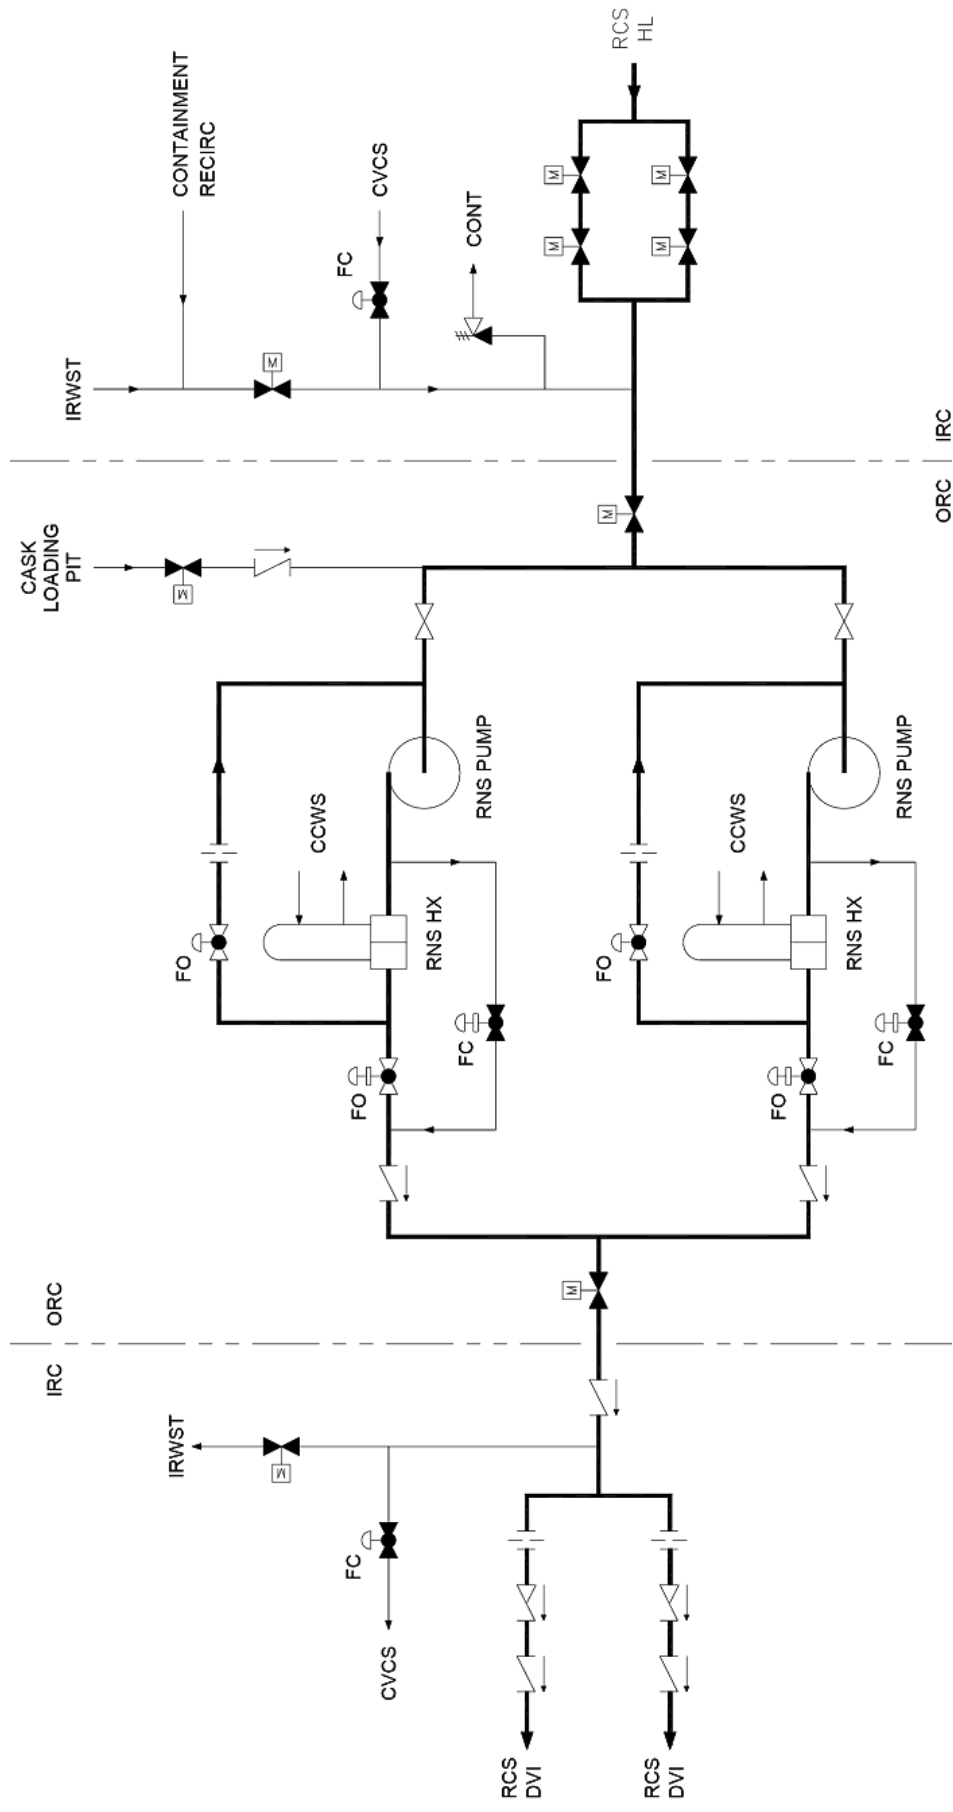 RCS
HL
CONTAINMENT
RECIRC
M
M
CVCS
CONT
FC
M
M
M
IRWST
IRC
ORC
M
CASK
LOADING
PIT
M
RNS PUMP
RNS PUMP
CCWS
CCWS
FO
RNS HX
FO
RNS HX
FC
FC
FO
FO
M
ORC
IRC
IRWST
M
FC
CVCS
RCS
DVI
RCS
DVI